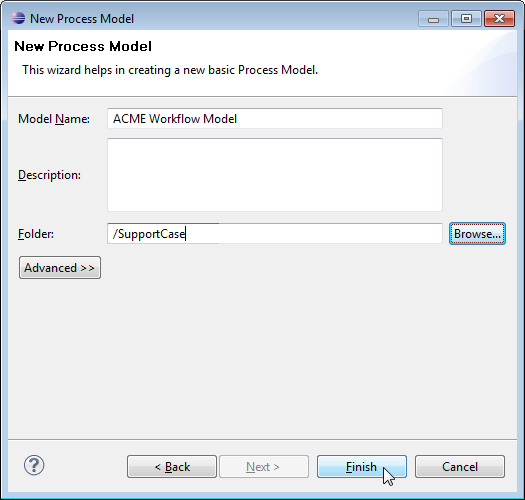 New Process Model
New Process Model
This wizard helps in creating a new basic Process Model.
Model Name: ACME Workflow Model
Description:
Folder: /SupportCase Browse...
Advanced >>
? < Back Next > Finish Cancel